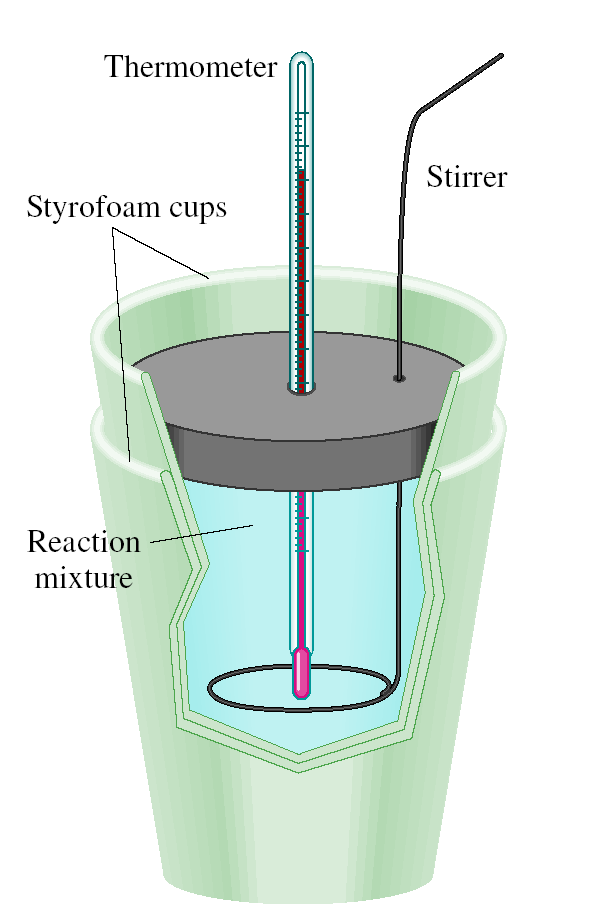 Thermometer
Stirrer
Styrofoam cups
Reaction
mixture